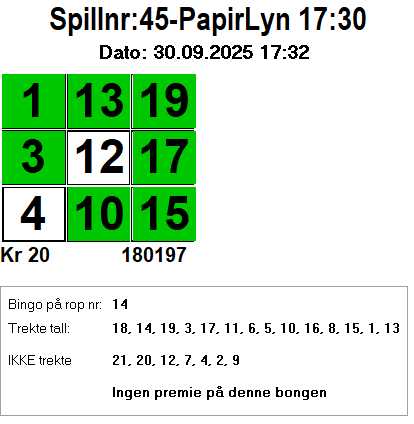 Spillnr:45-PapirLyn 17:30
Dato: 30.09.2025 17:32
1 13 19
3 12 17
4 10 15
Kr 20 180197
Bingo på rop nr: 14
Trekte tall: 18, 14, 19, 3, 17, 11, 6, 5, 10, 16, 8, 15, 1, 13
IKKE trekte 21, 20, 12, 7, 4, 2, 9
Ingen premie på denne bongen